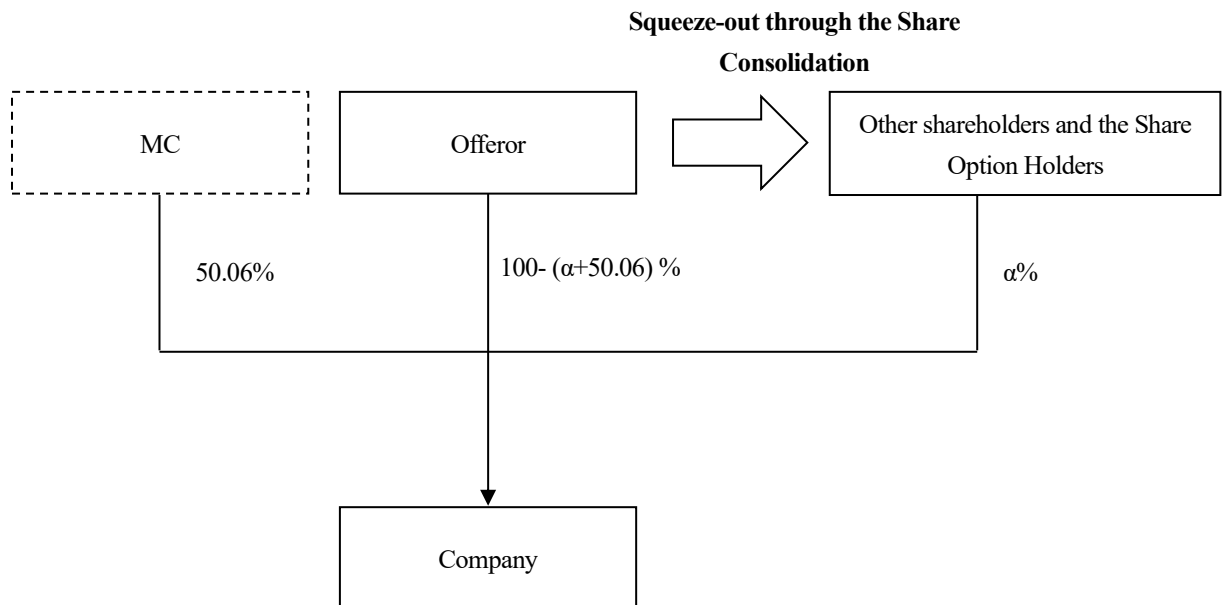 Squeeze-out through the Share
Consolidation
MC
Offeror
Other shareholders and the Share
Option Holders
50.06%
100- (α+50.06) %
α%
Company